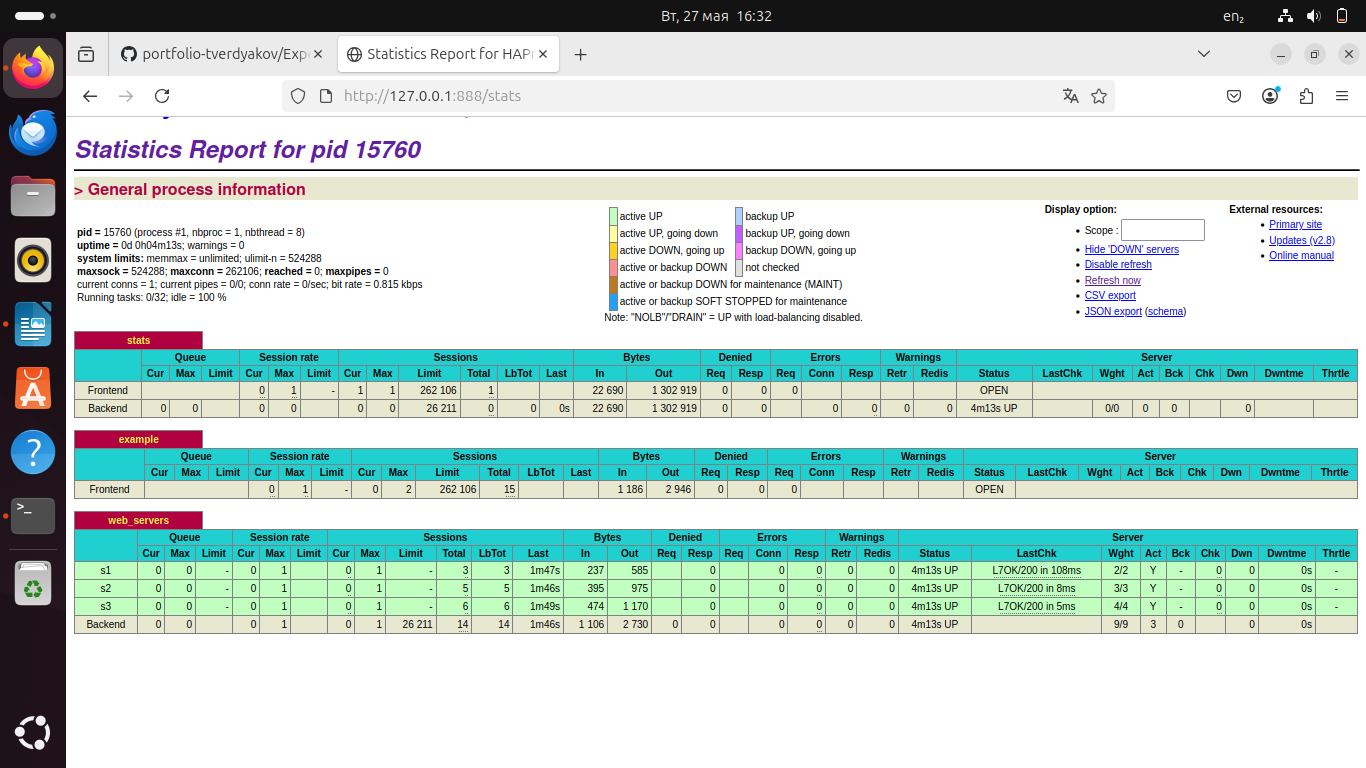 Вт, 27 мая 16:32
en₂
portfolio-tverdyakov/Exp
Statistics Report for HAP
http://127.0.0.1:888/stats
Statistics Report for pid 15760
> General process information
pid = 15760 (process #1, nbproc = 1, nbthread = 8)
uptime = 0d 0h04m13s; warnings = 0
system limits: memmax = unlimited; ulimit-n = 524288
maxsock = 524288; maxconn = 262106; reached = 0; maxpipes = 0
current conns = 1; current pipes = 0/0; conn rate = 0/sec; bit rate = 0.815 kbps
Running tasks: 0/32; idle = 100 %
active UP backup UP
active UP, going down backup UP, going down
active DOWN, going up backup DOWN, going up
active or backup DOWN not checked
active or backup DOWN for maintenance (MAINT)
active or backup SOFT STOPPED for maintenance
Note: "NOLB"/"DRAIN" = UP with load-balancing disabled.
Display option:
Scope :
Hide 'DOWN' servers
Disable refresh
Refresh now
CSV export
JSON export (schema)
External resources:
Primary site
Updates (v2.8)
Online manual
stats
Queue Session rate Sessions Bytes Denied Errors Warnings Server
Cur Max Limit Cur Max Limit Cur Max Limit Total LbTot Last In Out Req Resp Req Conn Resp Retr Redis Status LastChk Wght Act Bck Chk Dwn Dwntme Thrtle
Frontend 0 1 - 1 1 262 106 1 22 690 1 302 919 0 0 0 OPEN
Backend 0 0 0 0 0 0 26 211 0 0 0s 22 690 1 302 919 0 0 0 0 0 0 4m13s UP 0/0 0 0 0
example
Queue Session rate Sessions Bytes Denied Errors Warnings Server
Cur Max Limit Cur Max Limit Cur Max Limit Total LbTot Last In Out Req Resp Req Conn Resp Retr Redis Status LastChk Wght Act Bck Chk Dwn Dwntme Thrtle
Frontend 0 1 - 0 2 262 106 15 1 186 2 946 0 0 0 OPEN
web_servers
Queue Session rate Sessions Bytes Denied Errors Warnings Server
Cur Max Limit Cur Max Limit Cur Max Limit Total LbTot Last In Out Req Resp Req Conn Resp Retr Redis Status LastChk Wght Act Bck Chk Dwn Dwntme Thrtle
s1 0 0 - 0 1 0 1 - 3 3 1m47s 237 585 0 0 0 0 0 4m13s UP L7OK/200 in 108ms 2/2 Y - 0 0 0s -
s2 0 0 - 0 1 0 1 - 5 5 1m46s 395 975 0 0 0 0 0 4m13s UP L7OK/200 in 8ms 3/3 Y - 0 0 0s -
s3 0 0 - 0 1 0 1 - 6 6 1m49s 474 1 170 0 0 0 0 0 4m13s UP L7OK/200 in 5ms 4/4 Y - 0 0 0s -
Backend 0 0 0 1 0 1 26 211 14 14 1m46s 1 106 2 730 0 0 0 0 0 0 4m13s UP 9/9 3 0 0 0s